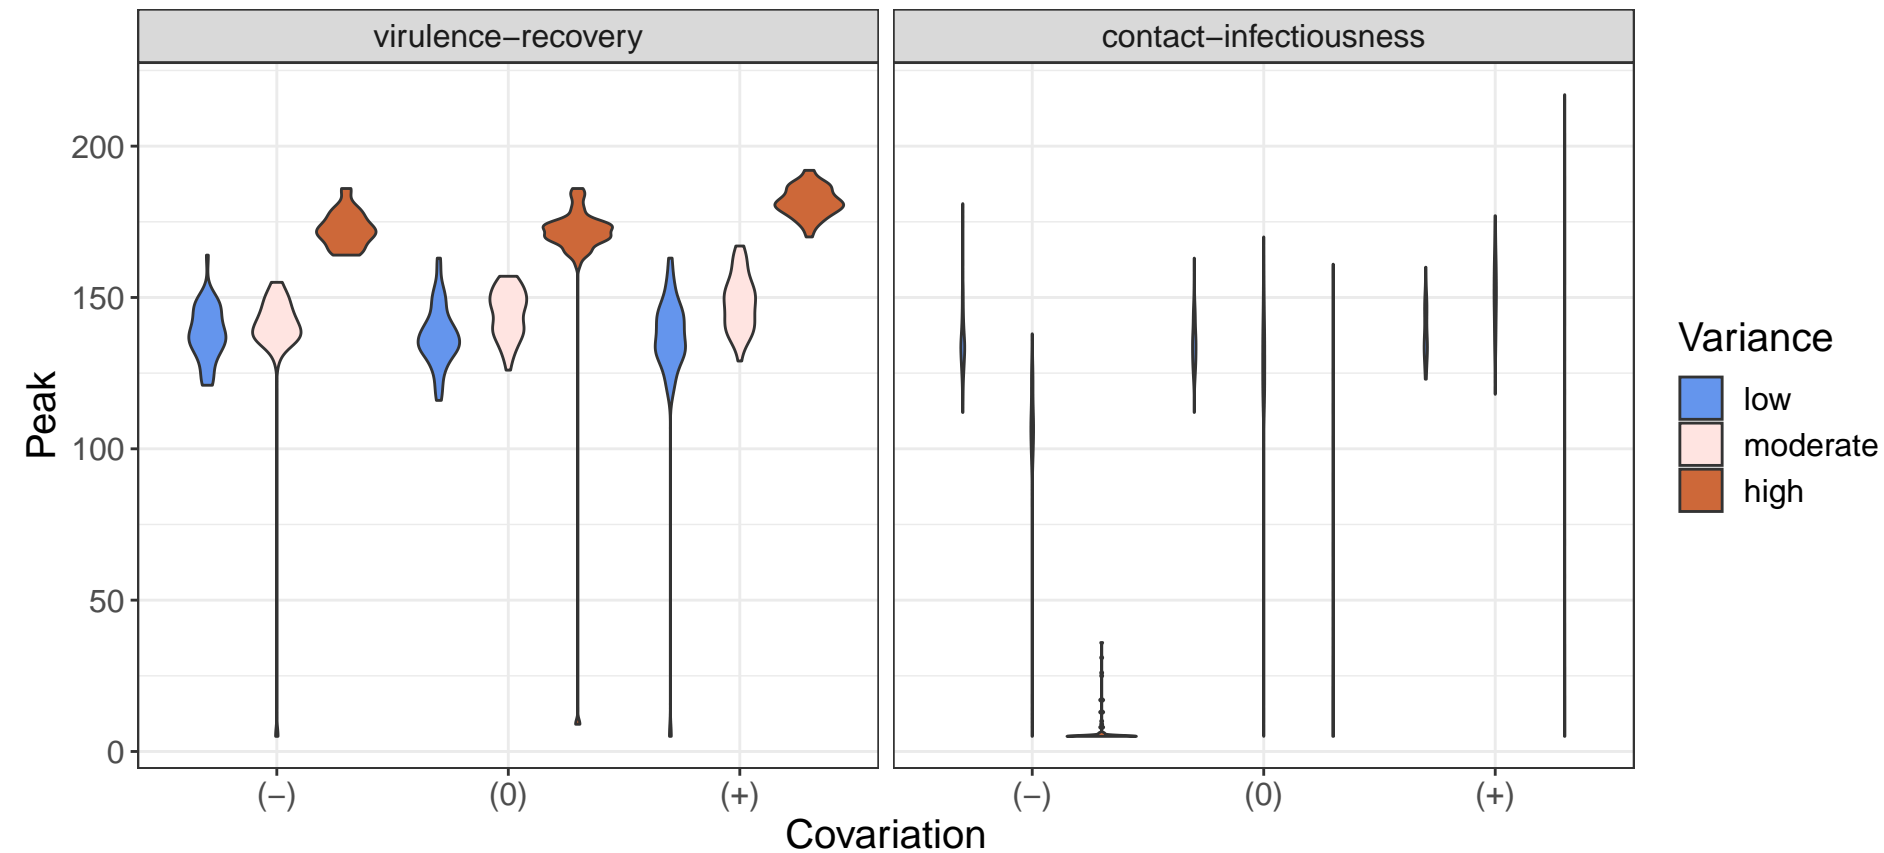 virulence−recovery
contact−infectiousness
200
150
100
50
0
Peak
(−)
(0)
(+)
(−)
(0)
(+)
Covariation
Variance
low
moderate
high